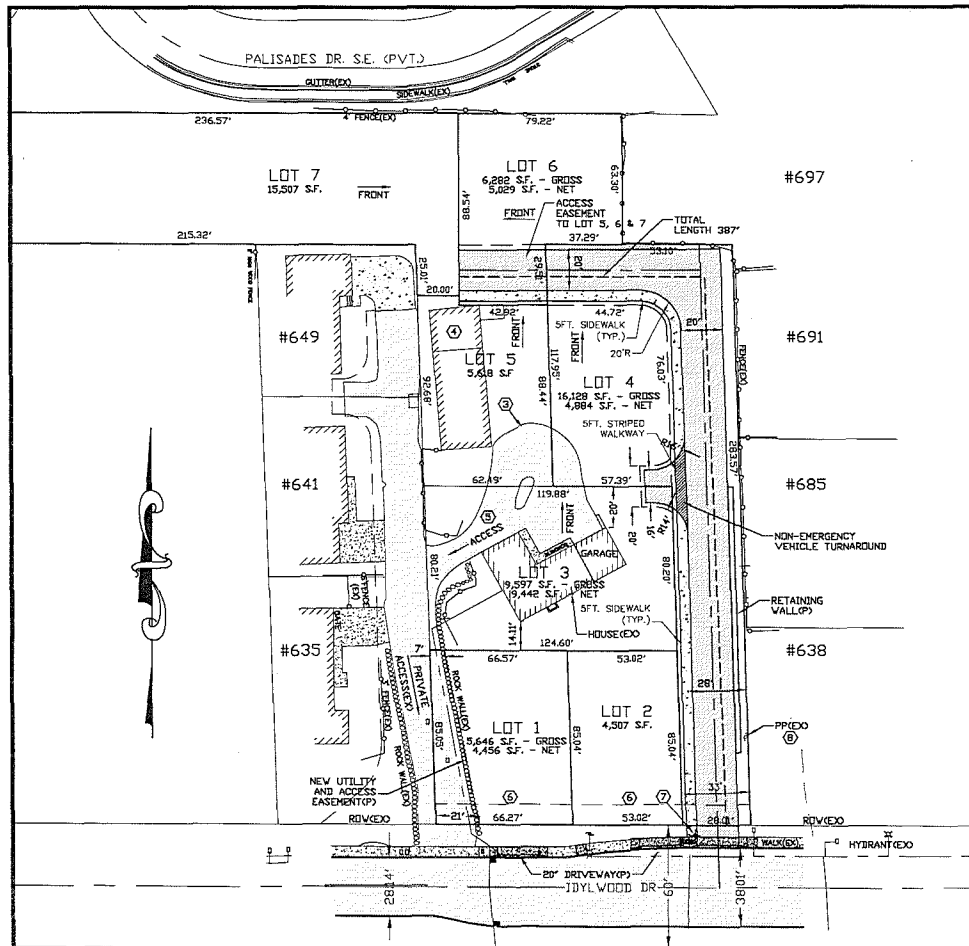 PALISADES DR. S.E. (PVT.)
GUTTER(EX)
SIDEWALK(EX)
4' FENCE(EX)
236.57'
79.22'
LOT 7
15,507 S.F.
FRONT
LOT 6
6,282 S.F. - GROSS
5,029 S.F. - NET
FRONT
ACCESS
EASEMENT
TO LOT 5, 6 & 7
88.54'
63.30'
#697
TOTAL
LENGTH 387'
215.32'
37.29'
53.10'
25.01'
20.00'
20'
42.92'
44.72'
5FT. SIDEWALK
(TYP.)
20'R
20'
#649
4
FRONT
FRONT
LOT 5
5,618 S.F.
117.95'
88.44'
92.68'
76.03'
LOT 4
16,128 S.F. - GROSS
4,884 S.F. - NET
#691
FENCE(EX)
3
5FT. STRIPED
WALKWAY
283.57'
62.49'
119.88'
57.39'
#641
#685
5
ACCESS
FRONT
20'
20'
16'
R14'
NON-EMERGENCY
VEHICLE TURNAROUND
80.21'
GARAGE
80.20'
LOT 3
9,597 S.F. - GROSS
9,442 S.F. - NET
5FT. SIDEWALK
(TYP.)
HOUSE(EX)
RETAINING
WALL(P)
14.11'
124.60'
#635
7'
66.57'
53.02'
#638
PRIVATE
ACCESS(EX)
ROCK WALL(EX)
ROCK WALL(EX)
28'
LOT 1
5,646 S.F. - GROSS
4,456 S.F. - NET
LOT 2
4,507 S.F.
85.05'
85.04'
85.04'
PP(EX)
8
NEW UTILITY
AND ACCESS
EASEMENT(P)
6
6
7
33'
ROW(EX)
21'
66.27'
53.02'
28.01'
ROW(EX)
WALK(EX)
HYDRANT(EX)
20' DRIVEWAY(P)
IDYLWOOD DR
28.14'
60'
38.01'